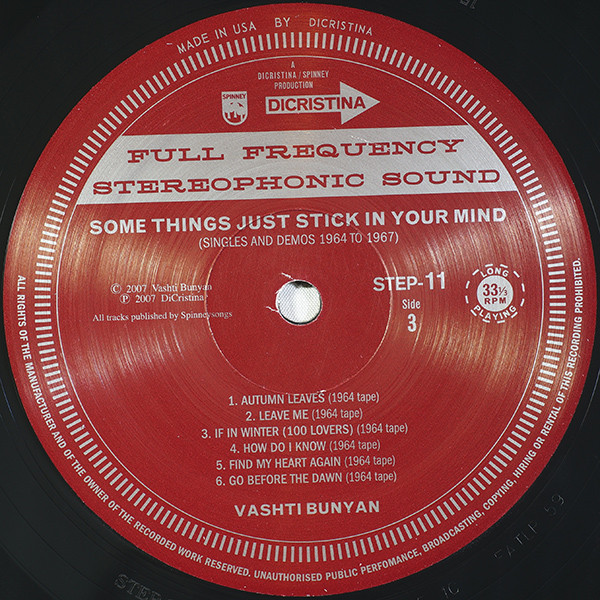 MADE IN USA BY DICRISTINA
A
DICRISTINA / SPINNEY
PRODUCTION
SPINNEY
DICRISTINA
FULL FREQUENCY
STEREOPHONIC SOUND
SOME THINGS JUST STICK IN YOUR MIND
(SINGLES AND DEMOS 1964 TO 1967)
© 2007 Vashti Bunyan
℗ 2007 DiCristina
All tracks published by Spinneysongs
STEP-11
Side
3
LONG
33⅓
RPM
PLAYING
1. AUTUMN LEAVES (1964 tape)
2. LEAVE ME (1964 tape)
3. IF IN WINTER (100 LOVERS) (1964 tape)
4. HOW DO I KNOW (1964 tape)
5. FIND MY HEART AGAIN (1964 tape)
6. GO BEFORE THE DAWN (1964 tape)
VASHTI BUNYAN
ALL RIGHTS OF THE MANUFACTURER AND OF THE OWNER OF THE RECORDED WORK RESERVED. UNAUTHORISED PUBLIC PERFOMANCE, BROADCASTING, COPYING, HIRING OR RENTAL OF THIS RECORDING PROHIBITED.